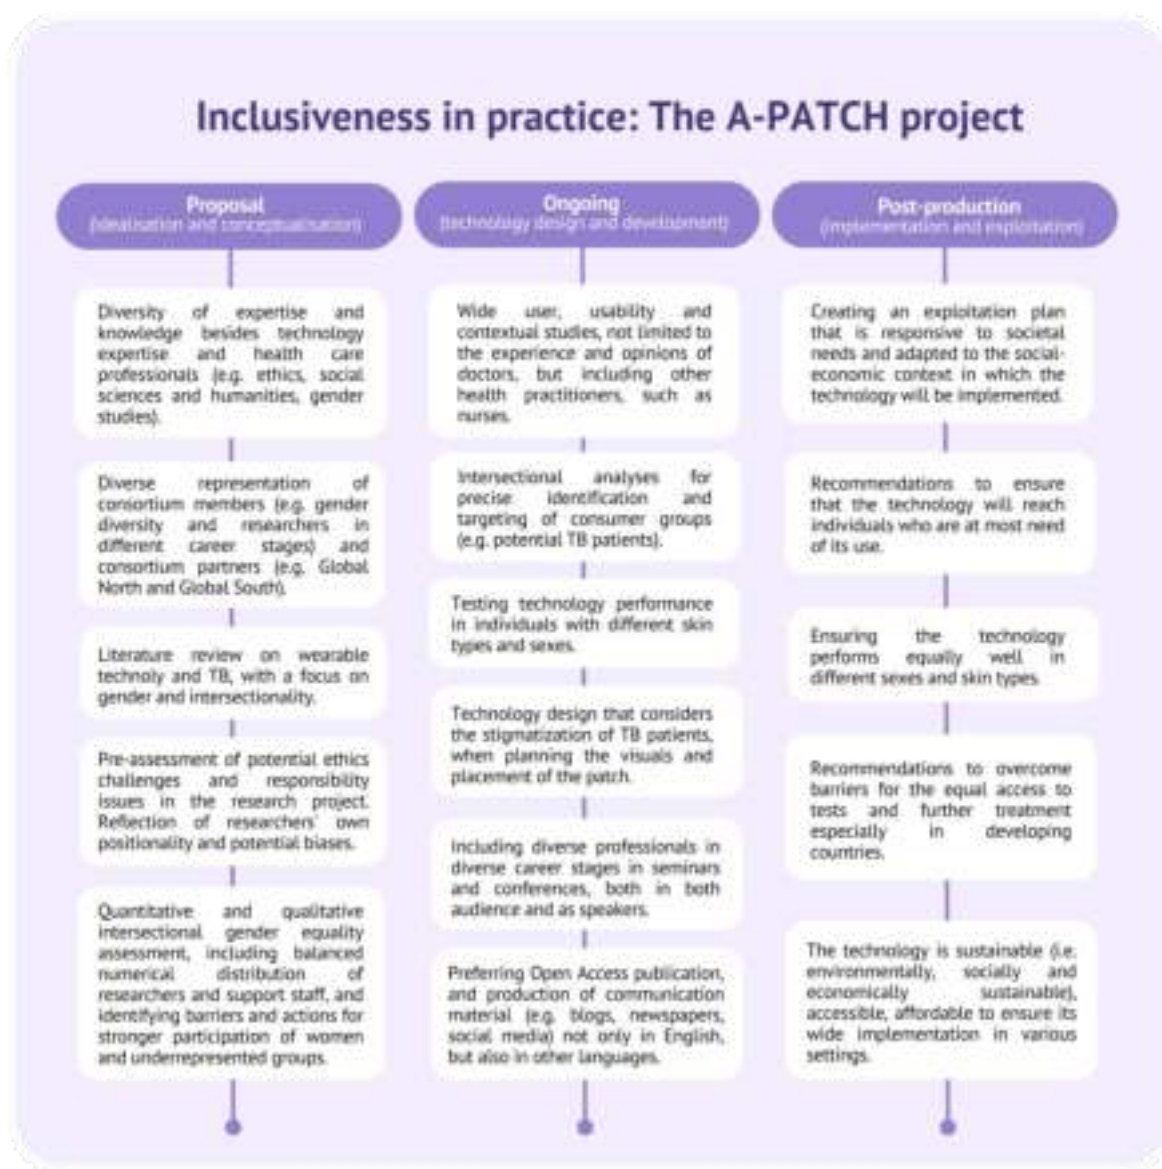 Inclusiveness in practice: The A-PATCH project
Proposal
(idealisation and conceptualisation)
Diversity of expertise and
knowledge besides technology
expertise and health care
professionals (e.g. ethics, social
sciences and humanities, gender
studies).
Diverse representation of
consortium members (e.g. gender
diversity and researchers in
different career stages) and
consortium partners (e.g. Global
North and Global South).
Literature review on wearable
technoly and TB, with a focus on
gender and intersectionality.
Pre-assessment of potential ethics
challenges and responsibility
issues in the research project.
Reflection of researchers' own
positionality and potential biases.
Quantitative and qualitative
intersectional gender equality
assessment, including balanced
numerical distribution of
researchers and support staff, and
identifying barriers and actions for
stronger participation of women
and underrepresented groups.
Ongoing
(technology design and development)
Wide user, usability and
contextual studies, not limited to
the experience and opinions of
doctors, but including other
health practitioners, such as
nurses.
Intersectional analyses for
precise identification and
targeting of consumer groups
(e.g. potential TB patients).
Testing technology performance
in individuals with different skin
types and sexes.
Technology design that considers
the stigmatization of TB patients,
when planning the visuals and
placement of the patch.
Including diverse professionals in
diverse career stages in seminars
and conferences, both in both
audience and as speakers.
Preferring Open Access publication,
and production of communication
material (e.g. blogs, newspapers,
social media) not only in English,
but also in other languages.
Post-production
(implementation and exploitation)
Creating an exploitation plan
that is responsive to societal
needs and adapted to the social-
economic context in which the
technology will be implemented.
Recommendations to ensure
that the technology will reach
individuals who are at most need
of its use.
Ensuring the technology
performs equally well in
different sexes and skin types.
Recommendations to overcome
barriers for the equal access to
tests and further treatment
especially in developing
countries.
The technology is sustainable (i.e.
environmentally, socially and
economically sustainable),
accessible, affordable to ensure its
wide implementation in various
settings.